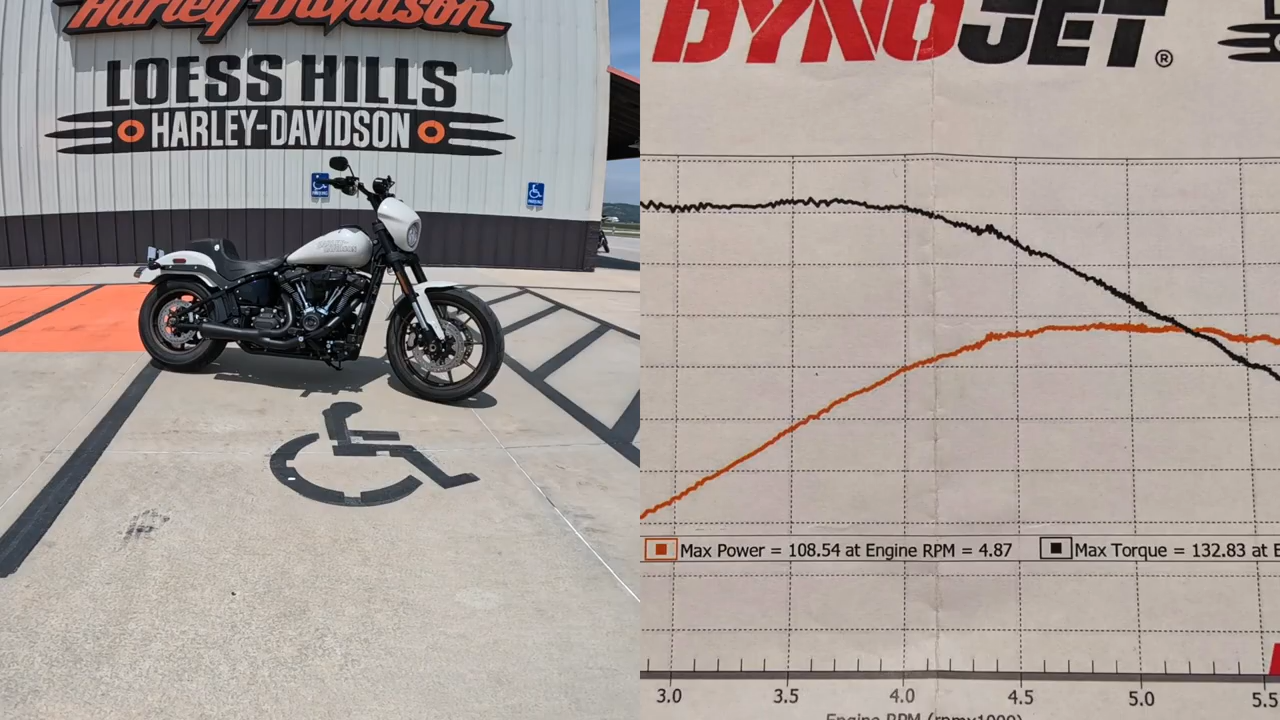 Harley-Davidson
LOESS HILLS
HARLEY-DAVIDSON
DYNOJET®
Max Power = 108.54 at Engine RPM = 4.87
Max Torque = 132.83 at E
3.0 3.5 4.0 4.5 5.0 5.5
Engine RPM (rpmx1000)